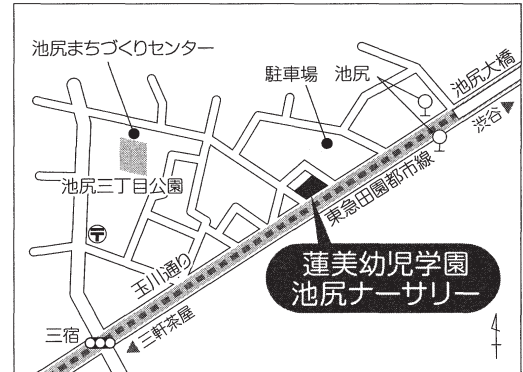 池尻まちづくりセンター
駐車場
池尻
池尻大橋
渋谷▶
池尻三丁目公園
東急田園都市線
〒
玉川通り
蓮美幼児学園
池尻ナーサリー
三宿
◀三軒茶屋